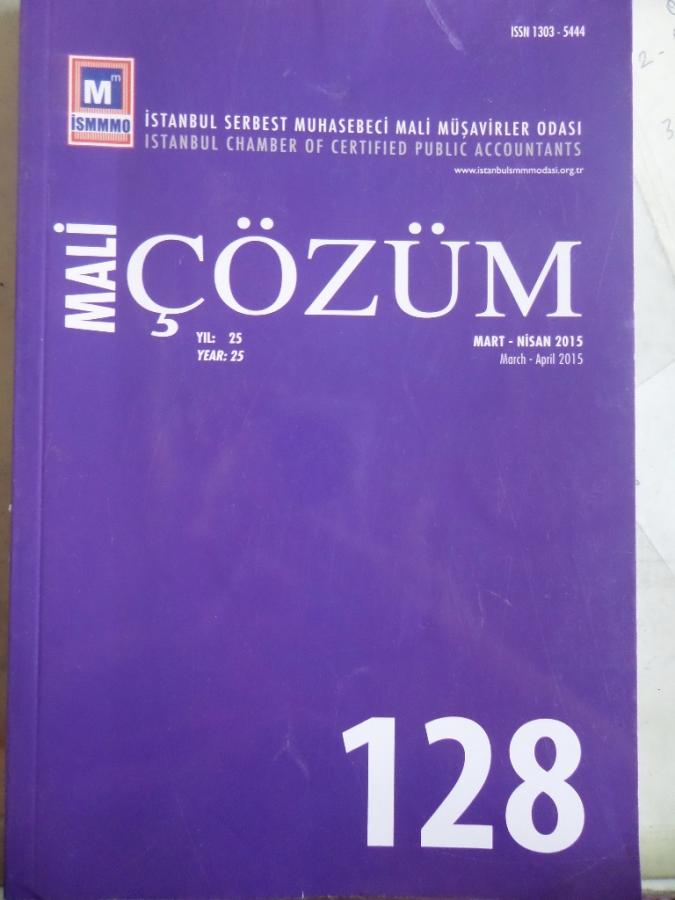 ISSN 1303 - 5444
Mm
İSMMMO
İSTANBUL SERBEST MUHASEBECİ MALİ MÜŞAVİRLER ODASI
ISTANBUL CHAMBER OF CERTIFIED PUBLIC ACCOUNTANTS
www.istanbulsmmmodasi.org.tr
MALİ
ÇÖZÜM
YIL: 25
YEAR: 25
MART - NİSAN 2015
March - April 2015
128